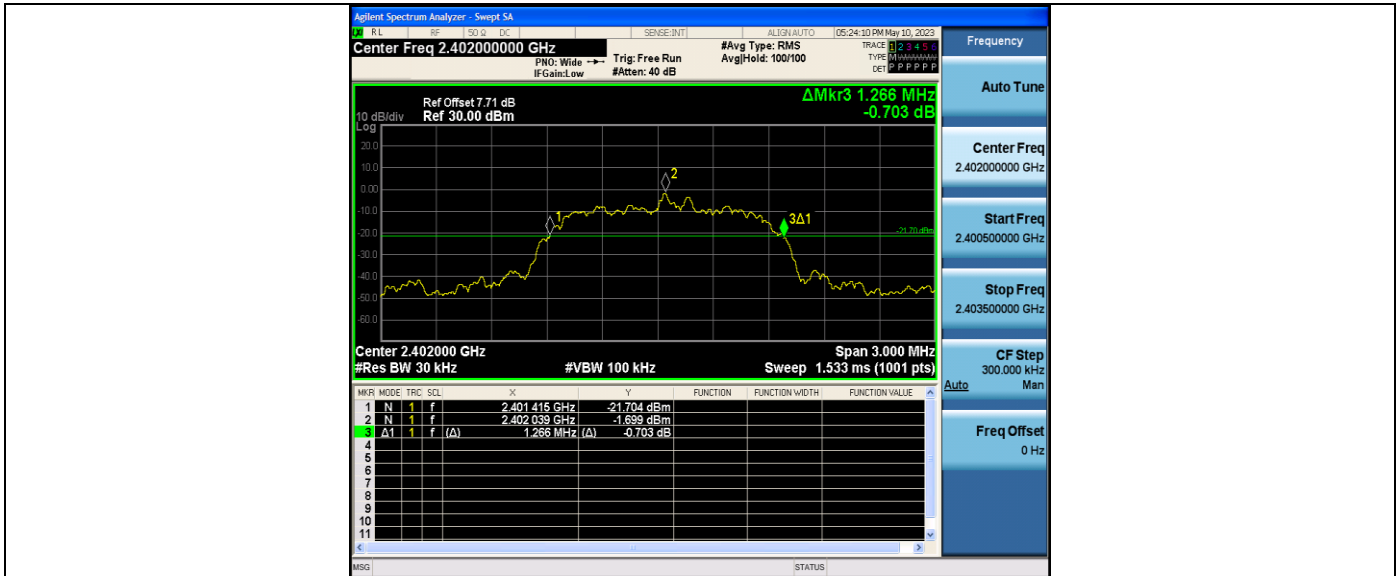 Agilent Spectrum Analyzer - Swept SA
RL RF 50 Ω DC SENSE:INT ALIGNAUTO 05:24:10 PM May 10, 2023
Center Freq 2.402000000 GHz
PNO: Wide
IFGain:Low
Trig: Free Run
#Atten: 40 dB
#Avg Type: RMS
Avg|Hold: 100/100
TRACE 1 2 3 4 5 6
TYPE M
DET P P P P P P
ΔMkr3 1.266 MHz
-0.703 dB
Ref Offset 7.71 dB
10 dB/div Ref 30.00 dBm
Log
20.0
10.0
0.00
-10.0
-20.0
-30.0
-40.0
-50.0
-60.0
1
2
3Δ1
Center 2.402000 GHz Span 3.000 MHz
#Res BW 30 kHz #VBW 100 kHz Sweep 1.533 ms (1001 pts)
MKR MODE TRC SCL X Y FUNCTION FUNCTION WIDTH FUNCTION VALUE
1 N 1 f 2.401 415 GHz -21.704 dBm
2 N 1 f 2.402 039 GHz -1.699 dBm
3 Δ1 1 f (Δ) 1.266 MHz (Δ) -0.703 dB
4
5
6
7
8
9
10
11
MSG STATUS
Frequency
Auto Tune
Center Freq
2.402000000 GHz
Start Freq
2.400500000 GHz
Stop Freq
2.403500000 GHz
CF Step
300.000 kHz
Auto Man
Freq Offset
0 Hz